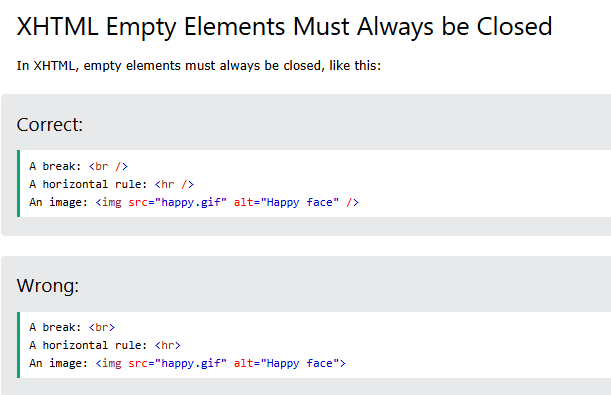 XHTML Empty Elements Must Always be Closed
In XHTML, empty elements must always be closed, like this:
Correct:
A break: <br />
A horizontal rule: <hr />
An image: <img src="happy.gif" alt="Happy face" />
Wrong:
A break: <br>
A horizontal rule: <hr>
An image: <img src="happy.gif" alt="Happy face">